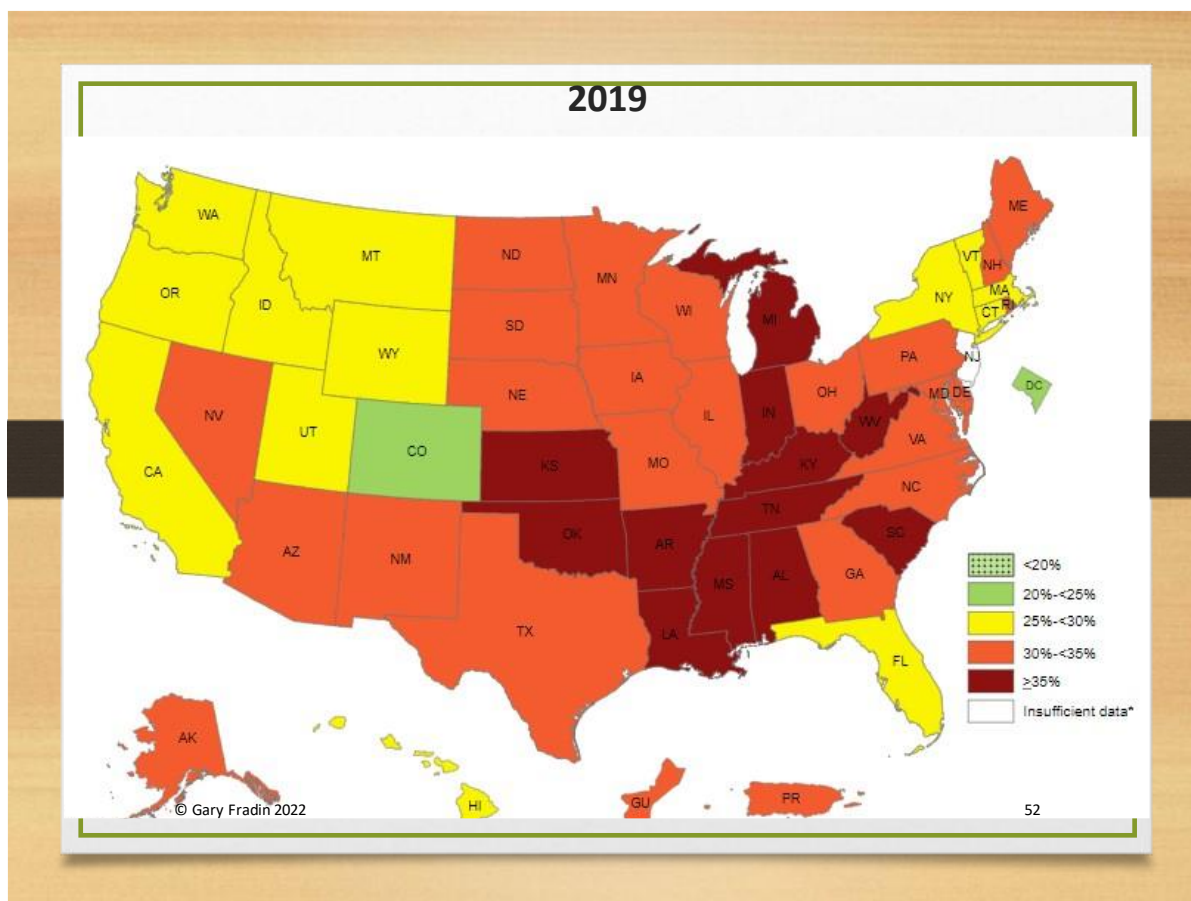 2019
WA
MT
ND
MN
ME
VT
NH
OR
ID
SD
WI
MI
NY
MA
CT
RI
WY
IA
PA
NJ
NE
OH
MD
DE
DC
NV
UT
CO
IL
IN
WV
VA
CA
KS
MO
KY
NC
TN
AZ
NM
OK
AR
SC
MS
AL
GA
TX
LA
FL
<20%
20%-<25%
25%-<30%
30%-<35%
≥35%
Insufficient data*
AK
HI
GU
PR
© Gary Fradin 2022
52